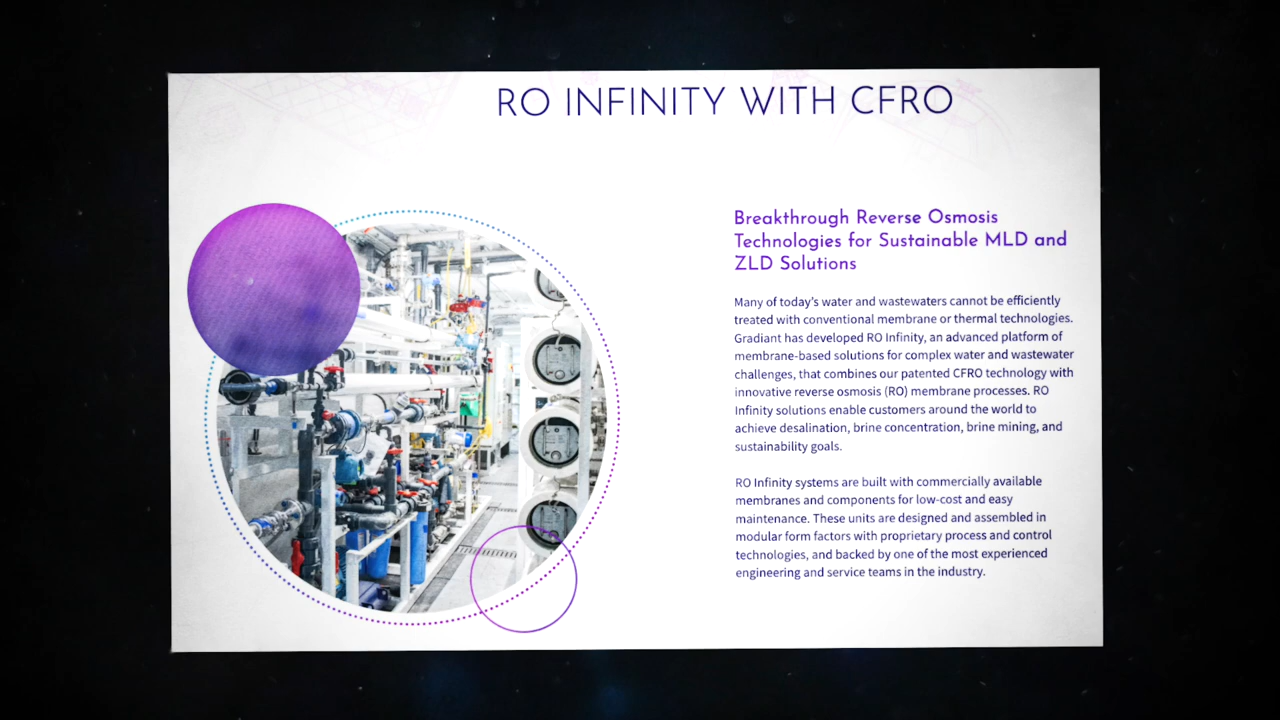 RO INFINITY WITH CFRO
Breakthrough Reverse Osmosis
Technologies for Sustainable MLD and
ZLD Solutions
Many of today's water and wastewaters cannot be efficiently
treated with conventional membrane or thermal technologies.
Gradiant has developed RO Infinity, an advanced platform of
membrane-based solutions for complex water and wastewater
challenges, that combines our patented CFRO technology with
innovative reverse osmosis (RO) membrane processes. RO
Infinity solutions enable customers around the world to
achieve desalination, brine concentration, brine mining, and
sustainability goals.
RO Infinity systems are built with commercially available
membranes and components for low-cost and easy
maintenance. These units are designed and assembled in
modular form factors with proprietary process and control
technologies, and backed by one of the most experienced
engineering and service teams in the industry.